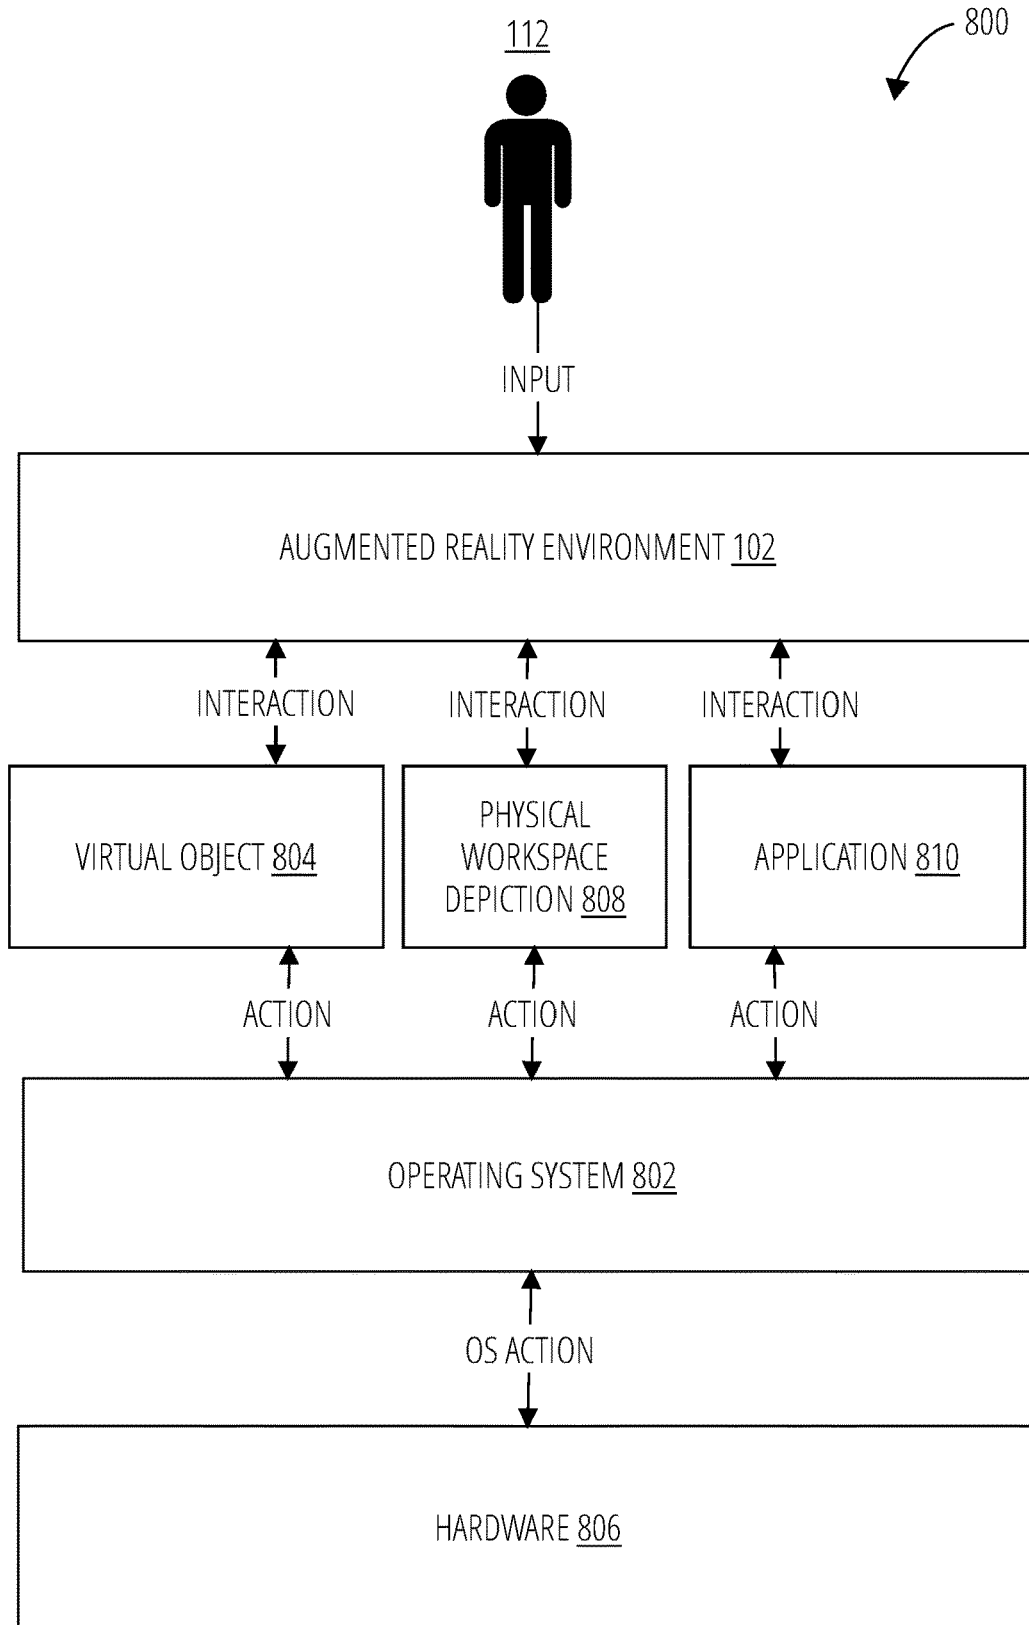 800
112
INPUT
AUGMENTED REALITY ENVIRONMENT 102
INTERACTION
INTERACTION
INTERACTION
VIRTUAL OBJECT 804
PHYSICAL
WORKSPACE
DEPICTION 808
APPLICATION 810
ACTION
ACTION
ACTION
OPERATING SYSTEM 802
OS ACTION
HARDWARE 806